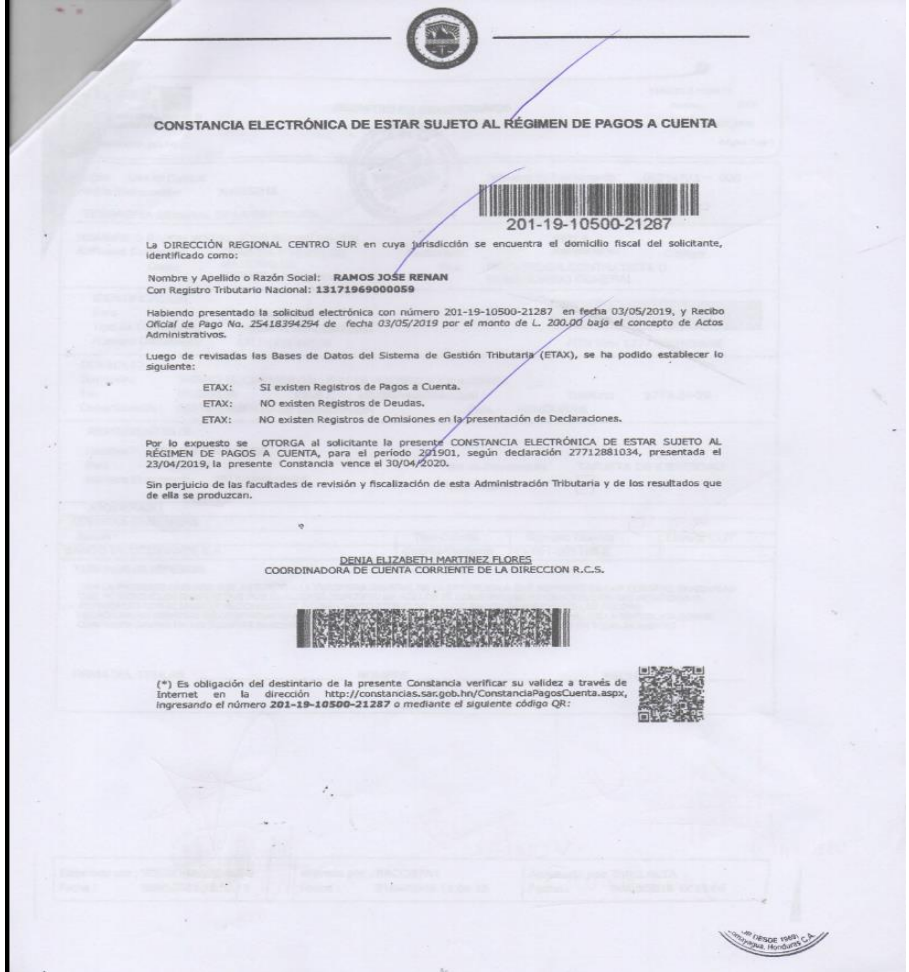 CONSTANCIA ELECTRÓNICA DE ESTAR SUJETO AL RÉGIMEN DE PAGOS A CUENTA
201-19-10500-21287
La DIRECCIÓN REGIONAL CENTRO SUR en cuya jurisdicción se encuentra el domicilio fiscal del solicitante,
identificado como:
Nombre y Apellido o Razón Social: RAMOS JOSE RENAN
Con Registro Tributario Nacional: 13171969000059
Habiendo presentado la solicitud electrónica con número 201-19-10500-21287 en fecha 03/05/2019, y Recibo
Oficial de Pago No. 25418394294 de fecha 03/05/2019 por el monto de L. 200.00 bajo el concepto de Actos
Administrativos.
Luego de revisadas las Bases de Datos del Sistema de Gestión Tributaria (ETAX), se ha podido establecer lo
siguiente:
ETAX: SI existen Registros de Pagos a Cuenta.
ETAX: NO existen Registros de Deudas.
ETAX: NO existen Registros de Omisiones en la presentación de Declaraciones.
Por lo expuesto se OTORGA al solicitante la presente CONSTANCIA ELECTRÓNICA DE ESTAR SUJETO AL
RÉGIMEN DE PAGOS A CUENTA, para el período 201901, según declaración 27712881034, presentada el
23/04/2019, la presente Constancia vence el 30/04/2020.
Sin perjuicio de las facultades de revisión y fiscalización de esta Administración Tributaria y de los resultados que
de ella se produzcan.
DENIA ELIZABETH MARTINEZ FLORES
COORDINADORA DE CUENTA CORRIENTE DE LA DIRECCION R.C.S.
(*) Es obligación del destintario de la presente Constancia verificar su validez a través de
Internet en la dirección http://constancias.sar.gob.hn/ConstanciaPagosCuenta.aspx,
ingresando el número 201-19-10500-21287 o mediante el siguiente código QR:
DESDE
Honduras C.A.